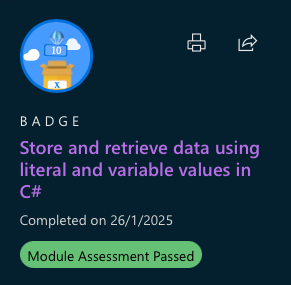 10
X
BADGE
Store and retrieve data using
literal and variable values in
C#
Completed on 26/1/2025
Module Assessment Passed